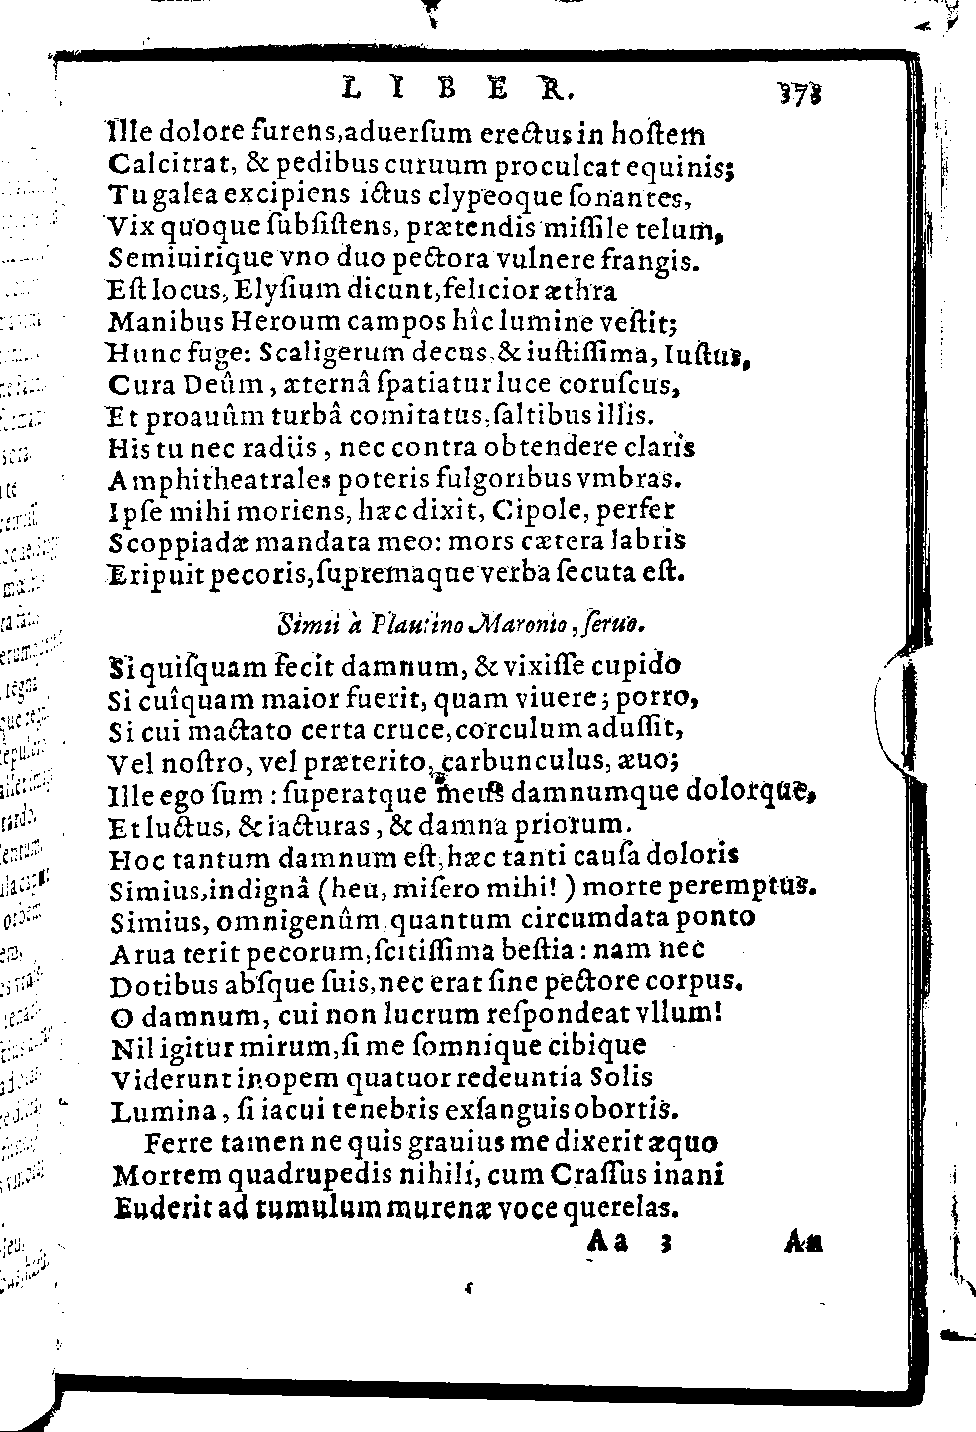 LIBER. 373
Ille dolore furens, aduerſum erectus in hoſtem
Calcitrat, & pedibus curuum proculcat equinis;
Tu galea excipiens ictus clypeoque ſonantes,
Vix quoque ſubſiſtens, prætendis miſſile telum,
Semiuirique vno duo pectora vulnere frangis.
Eſt locus, Elyſium dicunt, felicior æthra
Manibus Heroum campos hîc lumine veſtit;
Hunc fuge: Scaligerum decus, & iuſtiſſima, Iuſtus,
Cura Deûm, æternâ ſpatiatur luce coruſcus,
Et proauûm turbâ comitatus, ſaltibus illis.
His tu nec radiis, nec contra obtendere claris
Amphitheatrales poteris fulgoribus vmbras.
Ipſe mihi moriens, hæc dixit, Cipole, perfer
Scoppiadæ mandata meo: mors cætera labris
Eripuit pecoris, ſupremaque verba ſecuta eſt.
Simii à Plautino Maronio, ſeruo.
Si quiſquam fecit damnum, & vixiſſe cupido
Si cuîquam maior fuerit, quam viuere; porro,
Si cui mactato certa cruce, corculum aduſſit,
Vel noſtro, vel præterito, carbunculus, æuo;
Ille ego ſum: ſuperatque meus damnumque dolorque,
Et luctus, & iacturas, & damna priorum.
Hoc tantum damnum eſt, hæc tanti cauſa doloris
Simius, indignâ (heu, miſero mihi!) morte peremptus.
Simius, omnigenûm quantum circumdata ponto
Arua terit pecorum, ſcitiſſima beſtia: nam nec
Dotibus abſque ſuis, nec erat ſine pectore corpus.
O damnum, cui non lucrum reſpondeat vllum!
Nil igitur mirum, ſi me ſomnique cibique
Viderunt inopem quatuor redeuntia Solis
Lumina, ſi iacui tenebris exſanguis obortis.
Ferre tamen ne quis grauius me dixerit æquo
Mortem quadrupedis nihili, cum Craſſus inani
Euderit ad tumulum murenæ voce querelas.
Aa 3 An